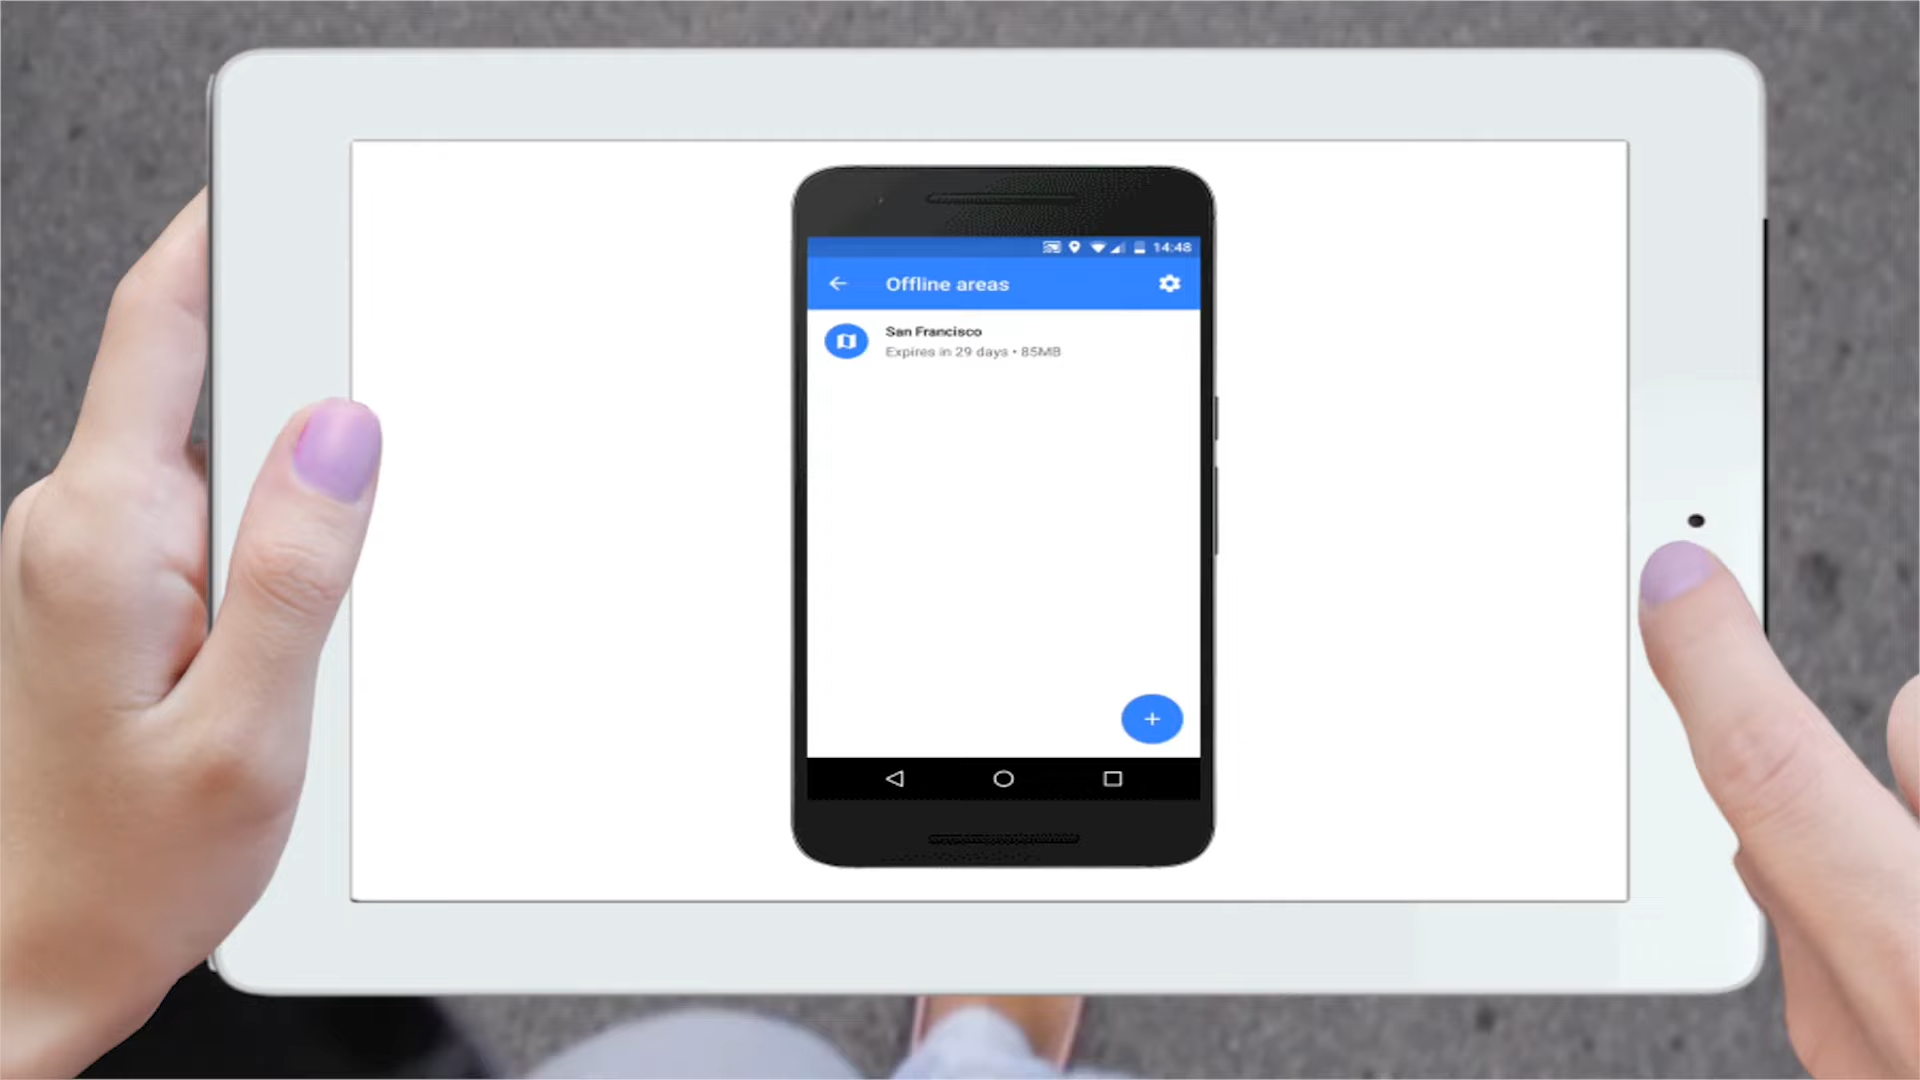 14:48
Offline areas
San Francisco
Expires in 29 days • 85MB